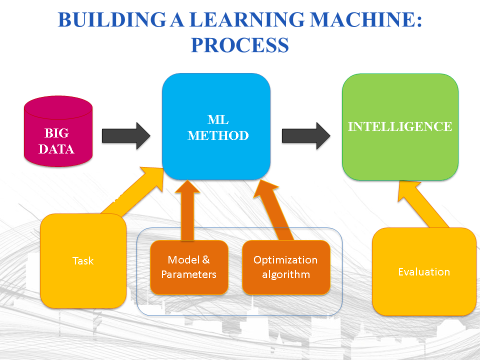 BUILDING A LEARNING MACHINE:
PROCESS
BIG
DATA
ML
METHOD
INTELLIGENCE
Task
Model &
Parameters
Optimization
algorithm
Evaluation